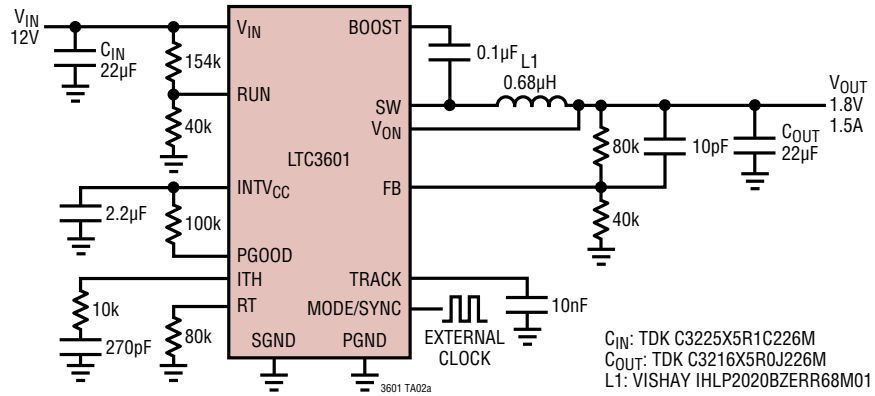 VIN
12V
CIN
22µF
154k
40k
2.2µF
100k
10k
270pF
80k
VIN
RUN
INTVCC
PGOOD
ITH
RT
SGND
LTC3601
BOOST
SW
VON
FB
TRACK
MODE/SYNC
PGND
0.1µF
L1
0.68µH
VOUT
1.8V
1.5A
80k
10pF
COUT
22µF
40k
10nF
EXTERNAL
CLOCK
3601 TA02a
CIN: TDK C3225X5R1C226M
COUT: TDK C3216X5R0J226M
L1: VISHAY IHLP2020BZERR68M01